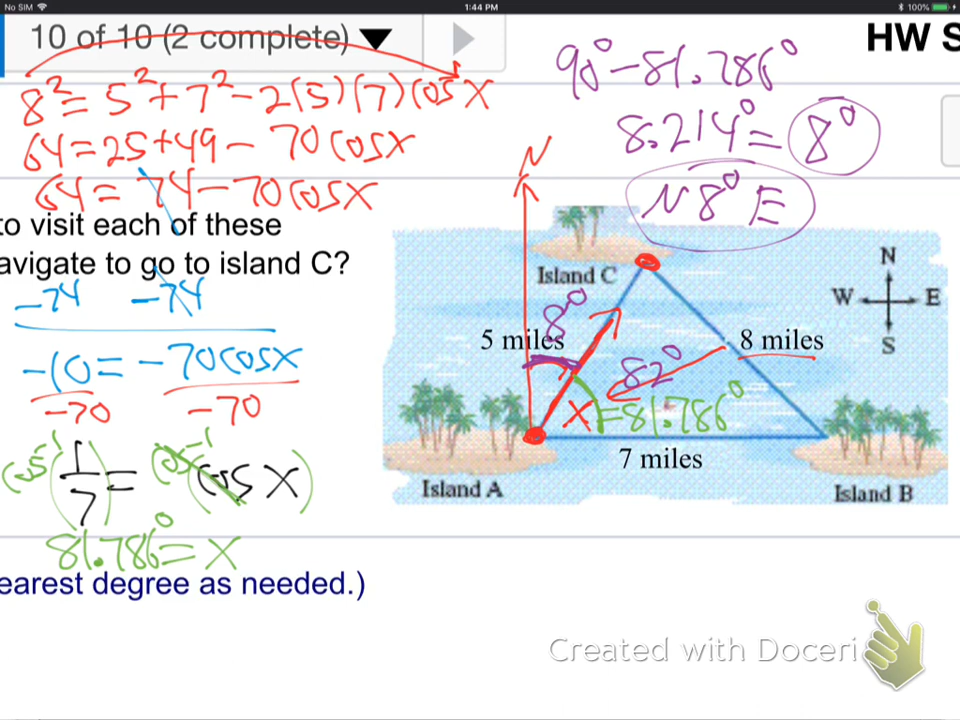 No SIM 1:44 PM 100%
10 of 10 (2 complete) HW S
8² = 5² + 7² - 2(5)(7) cos X
64 = 25 + 49 - 70 cos x
64 = 74 - 70 cos x
to visit each of these
avigate to go to island C?
-74 -74
-10 = -70 cos x
-70 -70
cos⁻¹(1/7) = cos⁻¹(cos X)
81.786° = x
earest degree as needed.)
90° - 81.786°
8.214° = 8°
N 8° E
N
Island C
8°
5 miles
8 miles
82°
X = 81.786°
7 miles
Island A
Island B
N
W E
S
Created with Doceri